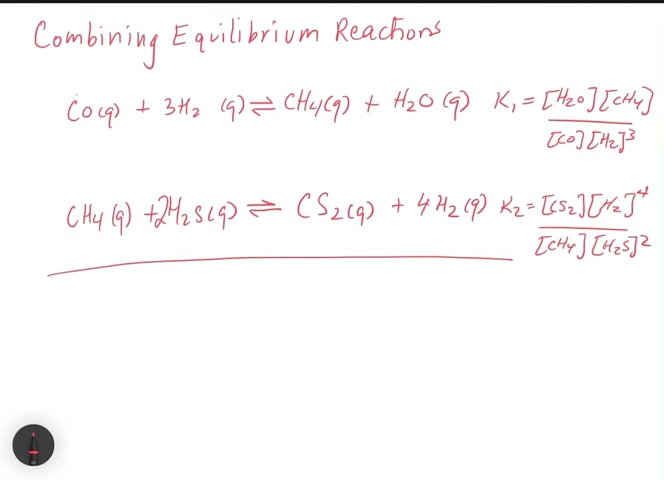 Combining Equilibrium Reactions
CO(g) + 3H₂ (g) ⇌ CH₄(g) + H₂O (g) K₁ = [H₂O][CH₄] / [CO][H₂]³
CH₄(g) + 2H₂S(g) ⇌ CS₂(g) + 4H₂(g) K₂ = [CS₂][H₂]⁴ / [CH₄][H₂S]²